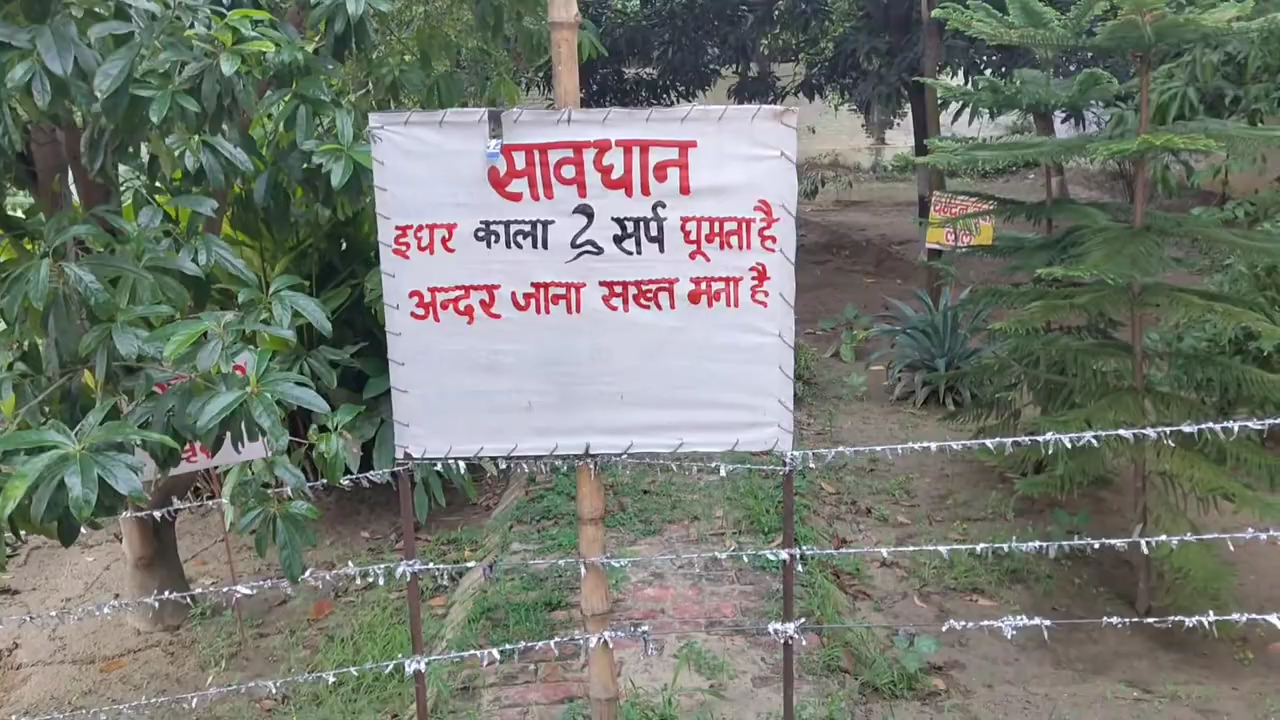 सावधान
इधर काला सर्प घूमता है
अन्दर जाना सख्त मना है